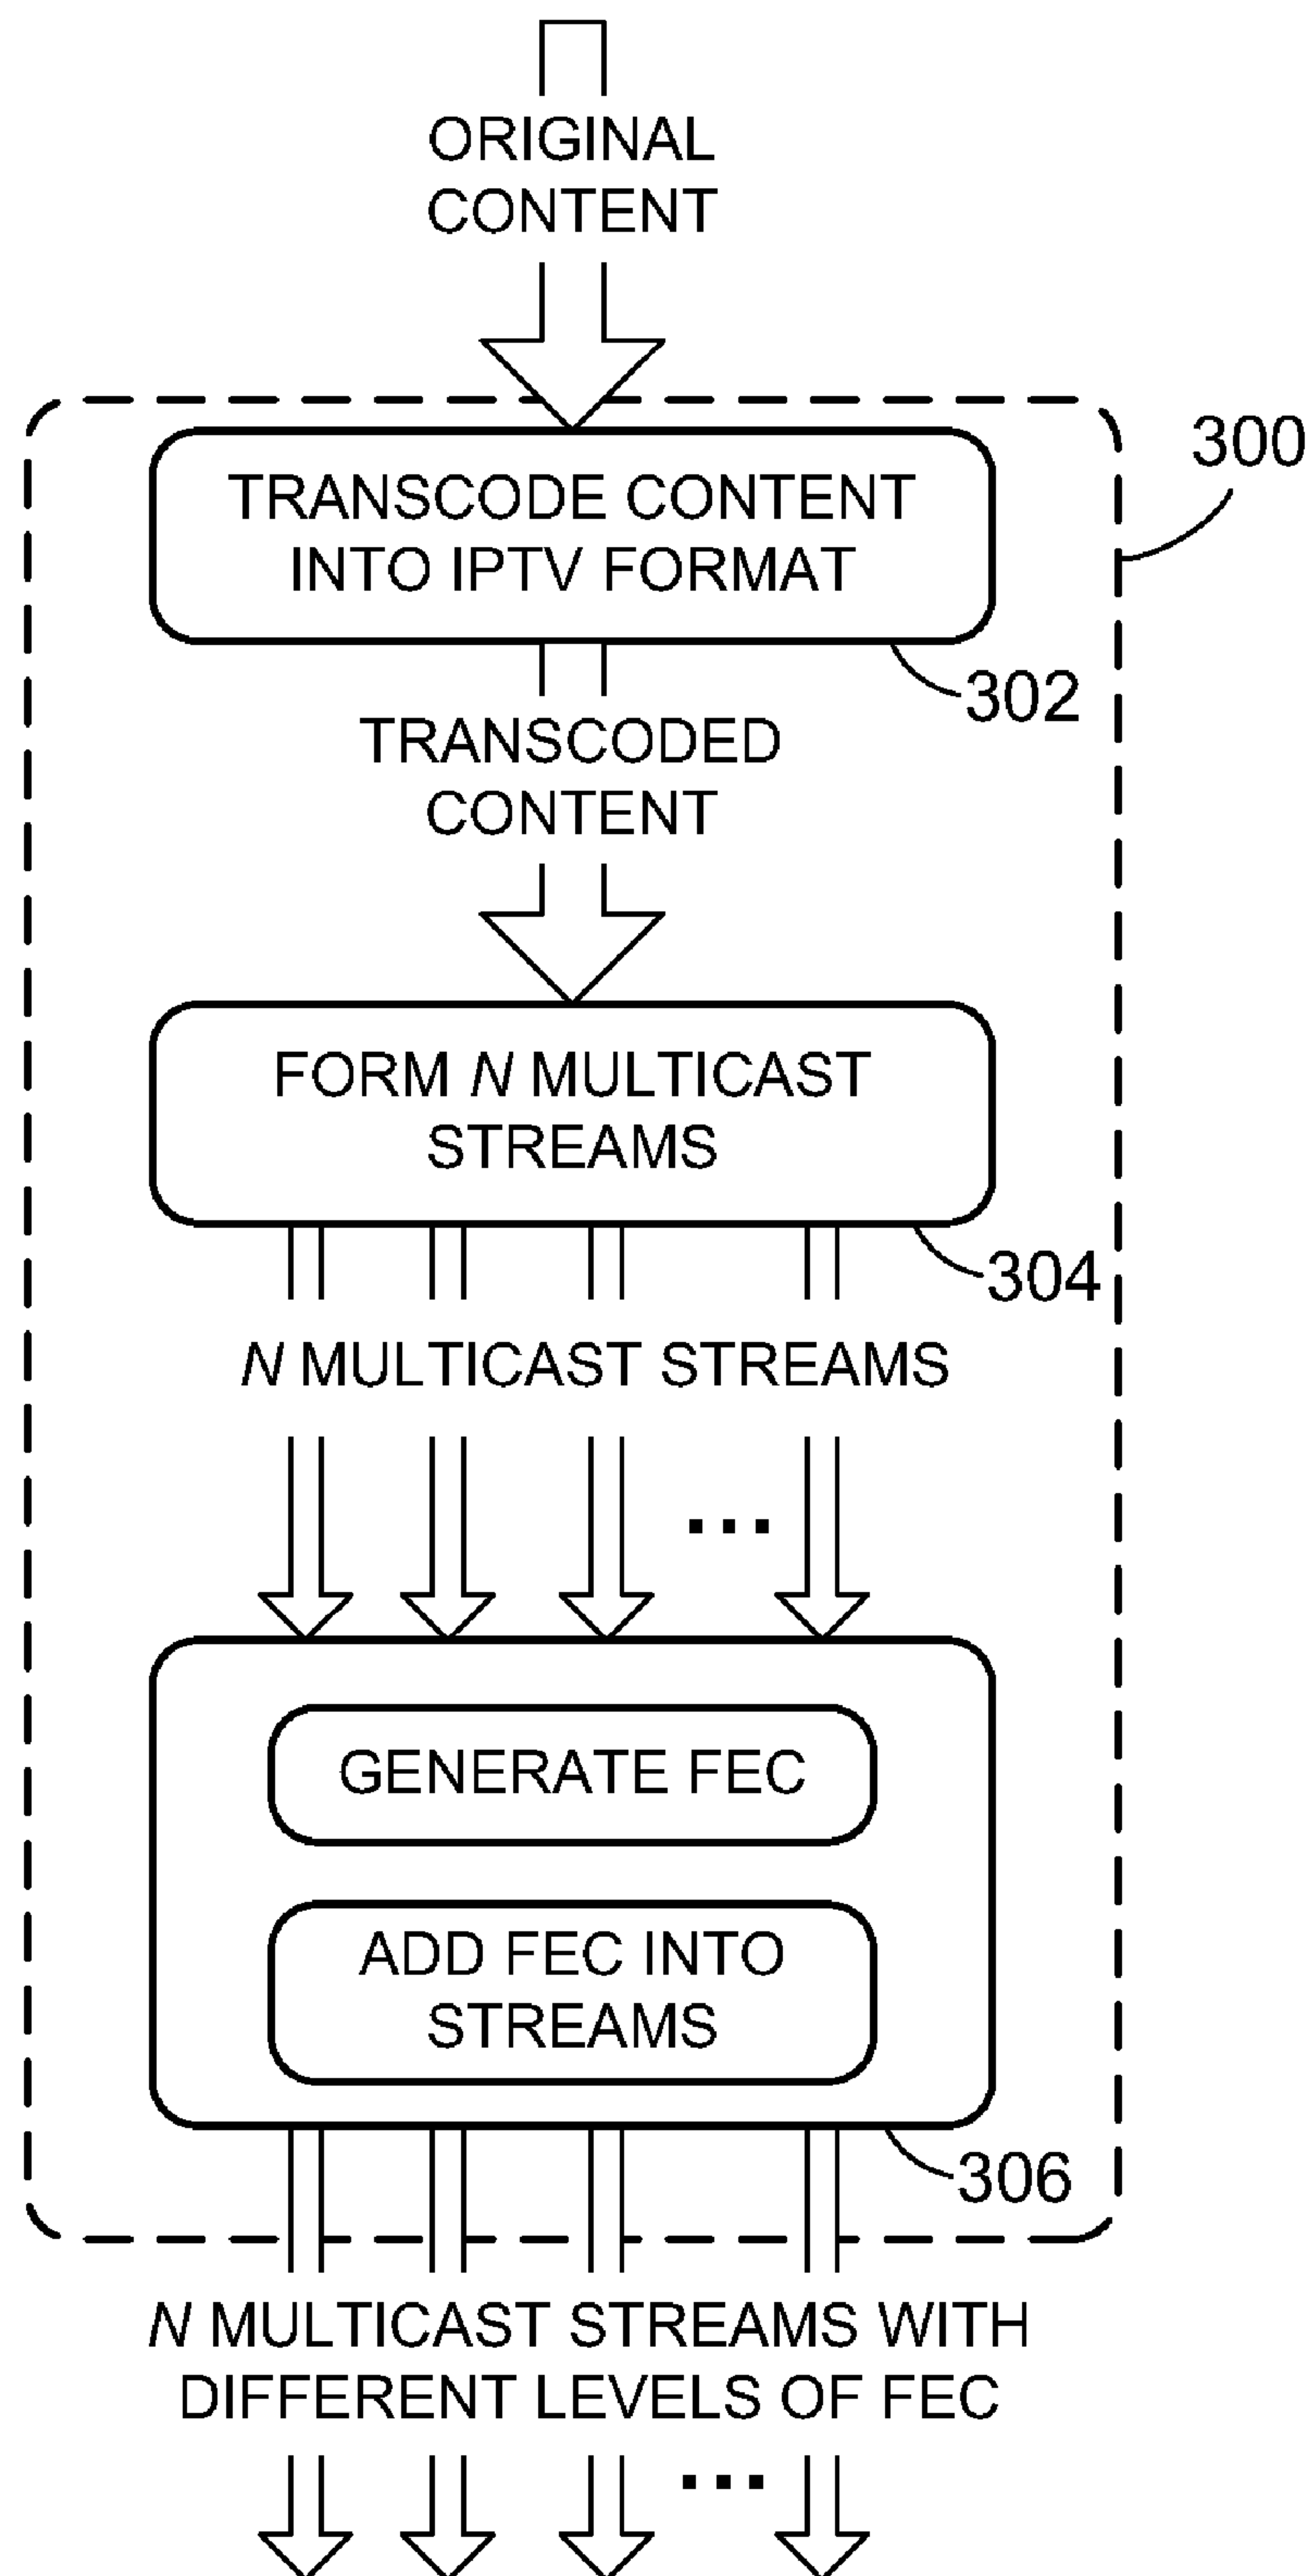 ORIGINAL
CONTENT
300
TRANSCODE CONTENT
INTO IPTV FORMAT
302
TRANSCODED
CONTENT
FORM N MULTICAST
STREAMS
304
N MULTICAST STREAMS
...
GENERATE FEC
ADD FEC INTO
STREAMS
306
N MULTICAST STREAMS WITH
DIFFERENT LEVELS OF FEC
...